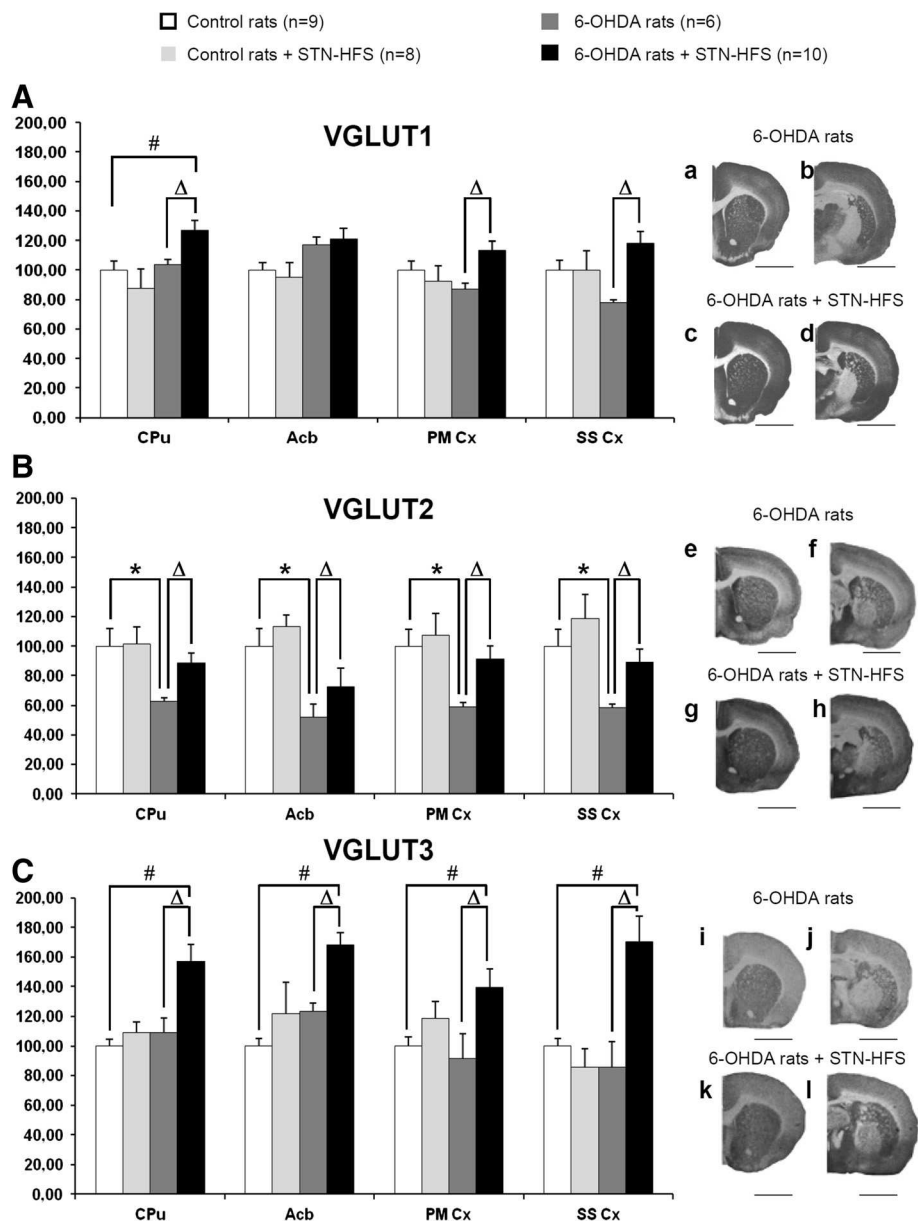 Control rats (n=9)
6-OHDA rats (n=6)
Control rats + STN-HFS (n=8)
6-OHDA rats + STN-HFS (n=10)
A
VGLUT1
200,00
180,00
160,00
140,00
120,00
100,00
80,00
60,00
40,00
20,00
0,00
#
Δ
Δ
Δ
CPu
Acb
PM Cx
SS Cx
6-OHDA rats
a
b
6-OHDA rats + STN-HFS
c
d
B
VGLUT2
200,00
180,00
160,00
140,00
120,00
100,00
80,00
60,00
40,00
20,00
0,00
* Δ
* Δ
* Δ
* Δ
CPu
Acb
PM Cx
SS Cx
6-OHDA rats
e
f
6-OHDA rats + STN-HFS
g
h
C
VGLUT3
200,00
180,00
160,00
140,00
120,00
100,00
80,00
60,00
40,00
20,00
0,00
#
#
#
#
Δ
Δ
Δ
Δ
CPu
Acb
PM Cx
SS Cx
6-OHDA rats
i
j
6-OHDA rats + STN-HFS
k
l